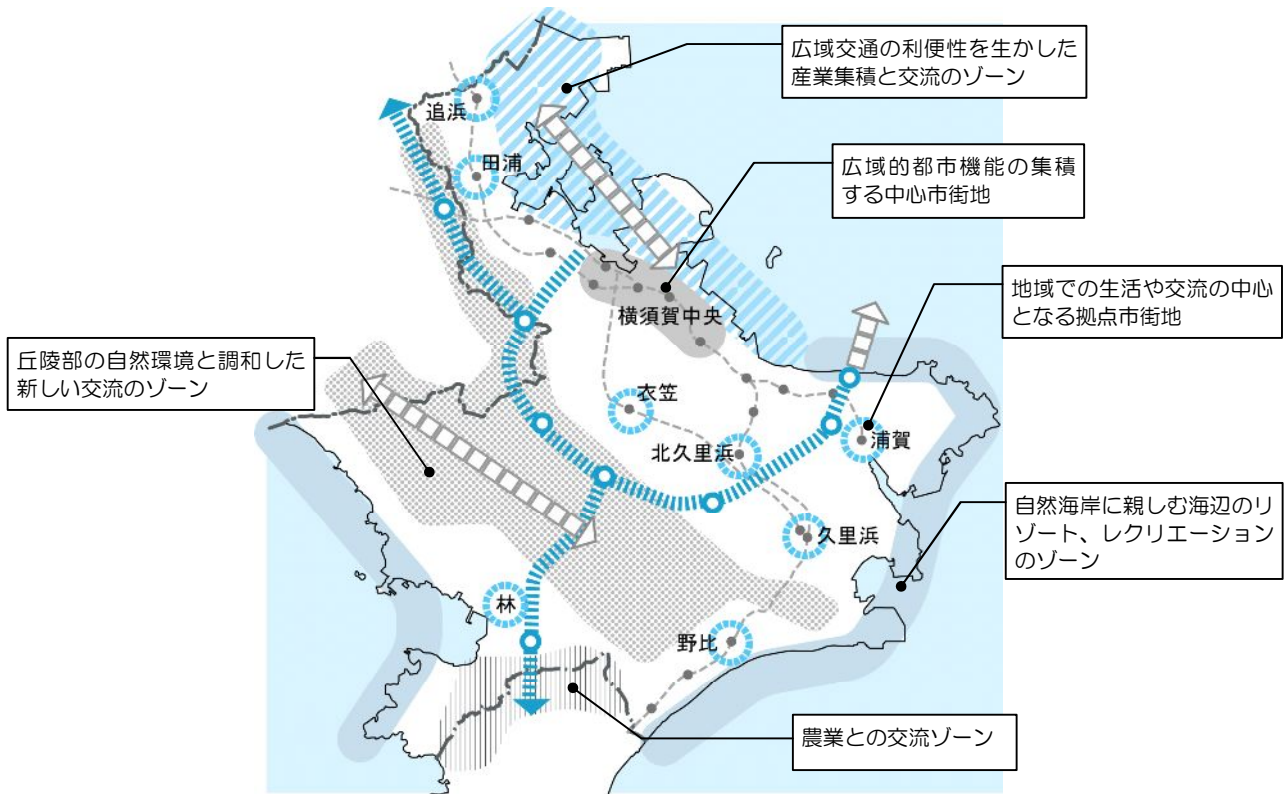 広域交通の利便性を生かした
産業集積と交流のゾーン
追浜
田浦
広域的都市機能の集積
する中心市街地
横須賀中央
地域での生活や交流の中心
となる拠点市街地
丘陵部の自然環境と調和した
新しい交流のゾーン
衣笠
北久里浜
浦賀
自然海岸に親しむ海辺のリ
ゾート、レクリエーション
のゾーン
久里浜
林
野比
農業との交流ゾーン